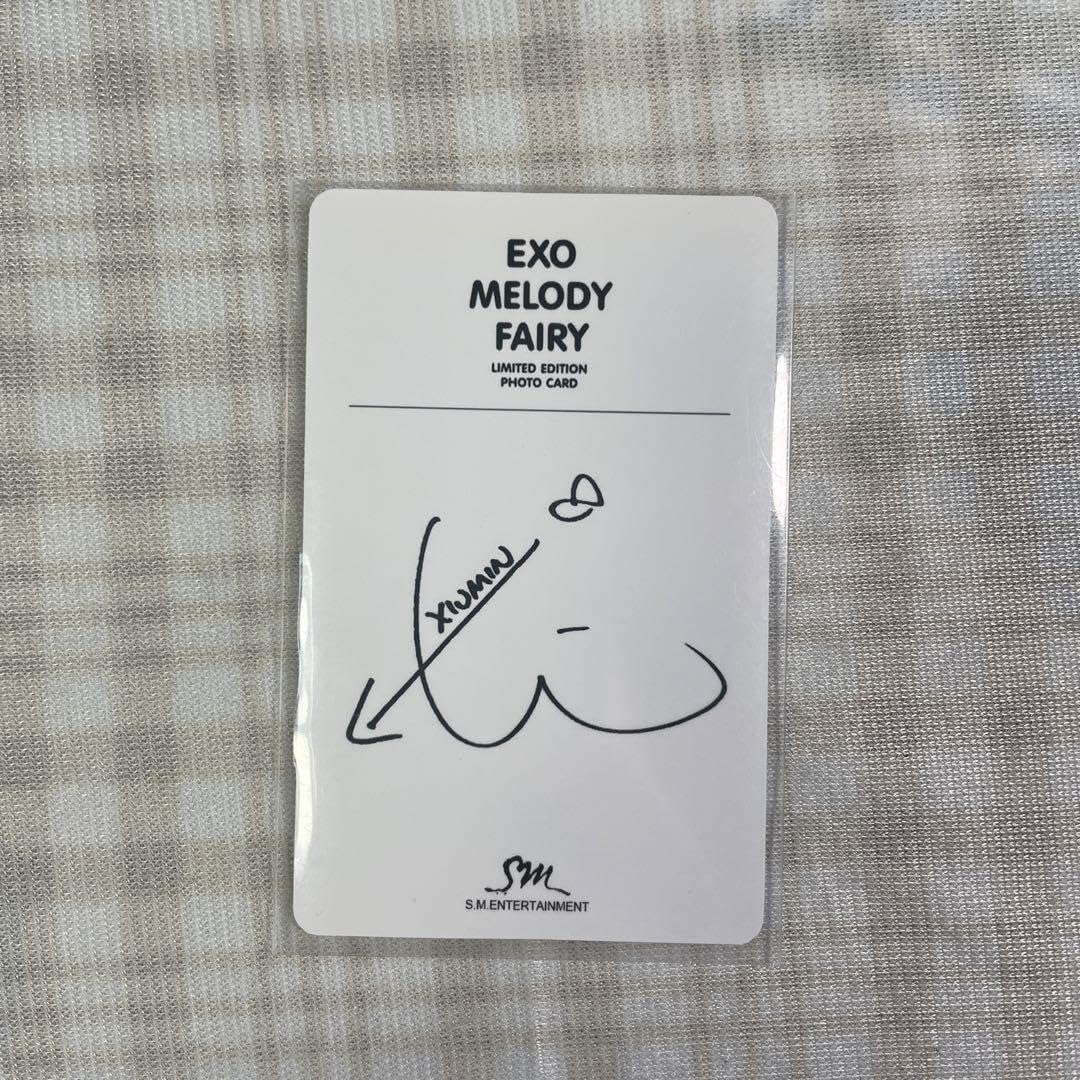 EXO
MELODY
FAIRY
LIMITED EDITION
PHOTO CARD
XIUMIN
SM
S.M.ENTERTAINMENT